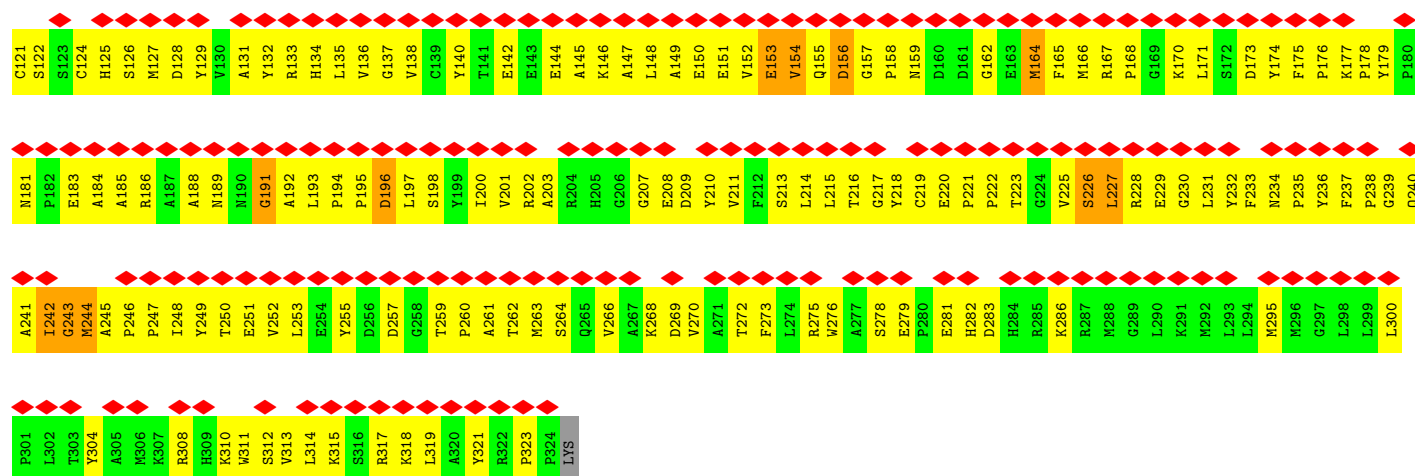 C121 S122 S123 C124 H125 S126 M127 D128 Y129 V130 A131 Y132 R133 H134 L135 V136 G137 V138 C139 Y140 T141 E142 E143 E144 A145 K146 A147 L148 A149 E150 E151 V152 E153 V154 Q155 D156 G157 P158 N159 D160 D161 G162 E163 M164 F165 M166 R167 P168 G169 K170 L171 S172 D173 Y174 F175 P176 K177 P178 Y179 P180
N181 P182 E183 A184 A185 R186 A187 A188 N189 N190 G191 A192 L193 P194 P195 D196 L197 S198 Y199 I200 V201 R202 A203 R204 H205 G206 G207 E208 D209 Y210 V211 F212 S213 L214 L215 T216 G217 Y218 C219 E220 P221 P222 T223 G224 V225 S226 L227 R228 E229 G230 L231 Y232 F233 N234 P235 Y236 F237 P238 G239 D240
A241 I242 G243 M244 A245 P246 P247 I248 Y249 T250 E251 V252 L253 E254 Y255 D256 D257 G258 T259 P260 A261 T262 M263 S264 Q265 V266 A267 K268 D269 V270 A271 T272 F273 L274 R275 W276 A277 S278 E279 P280 E281 H282 D283 H284 R285 K286 R287 M288 G289 L290 K291 M292 L293 L294 M295 M296 G297 L298 L299 L300
P301 L302 T303 Y304 A305 M306 K307 R308 H309 K310 W311 S312 V313 L314 K315 S316 R317 K318 L319 A320 Y321 R322 P323 P324 LYS